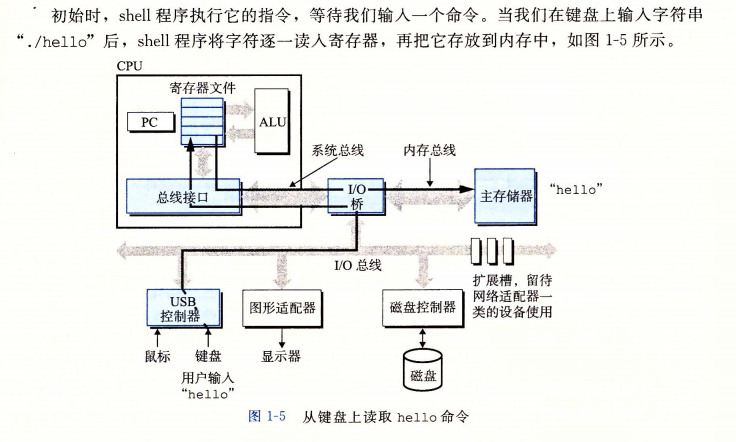 初始时，shell 程序执行它的指令，等待我们输入一个命令。当我们在键盘上输入字符串
“./hello”后，shell 程序将字符逐一读入寄存器，再把它存放到内存中，如图 1-5 所示。
CPU
寄存器文件
PC
ALU
系统总线
内存总线
总线接口
I/O
桥
主存储器
“hello”
I/O 总线
扩展槽，留待
网络适配器一
类的设备使用
USB
控制器
图形适配器
磁盘控制器
鼠标
键盘
显示器
用户输入
“hello”
磁盘
图 1-5 从键盘上读取 hello 命令